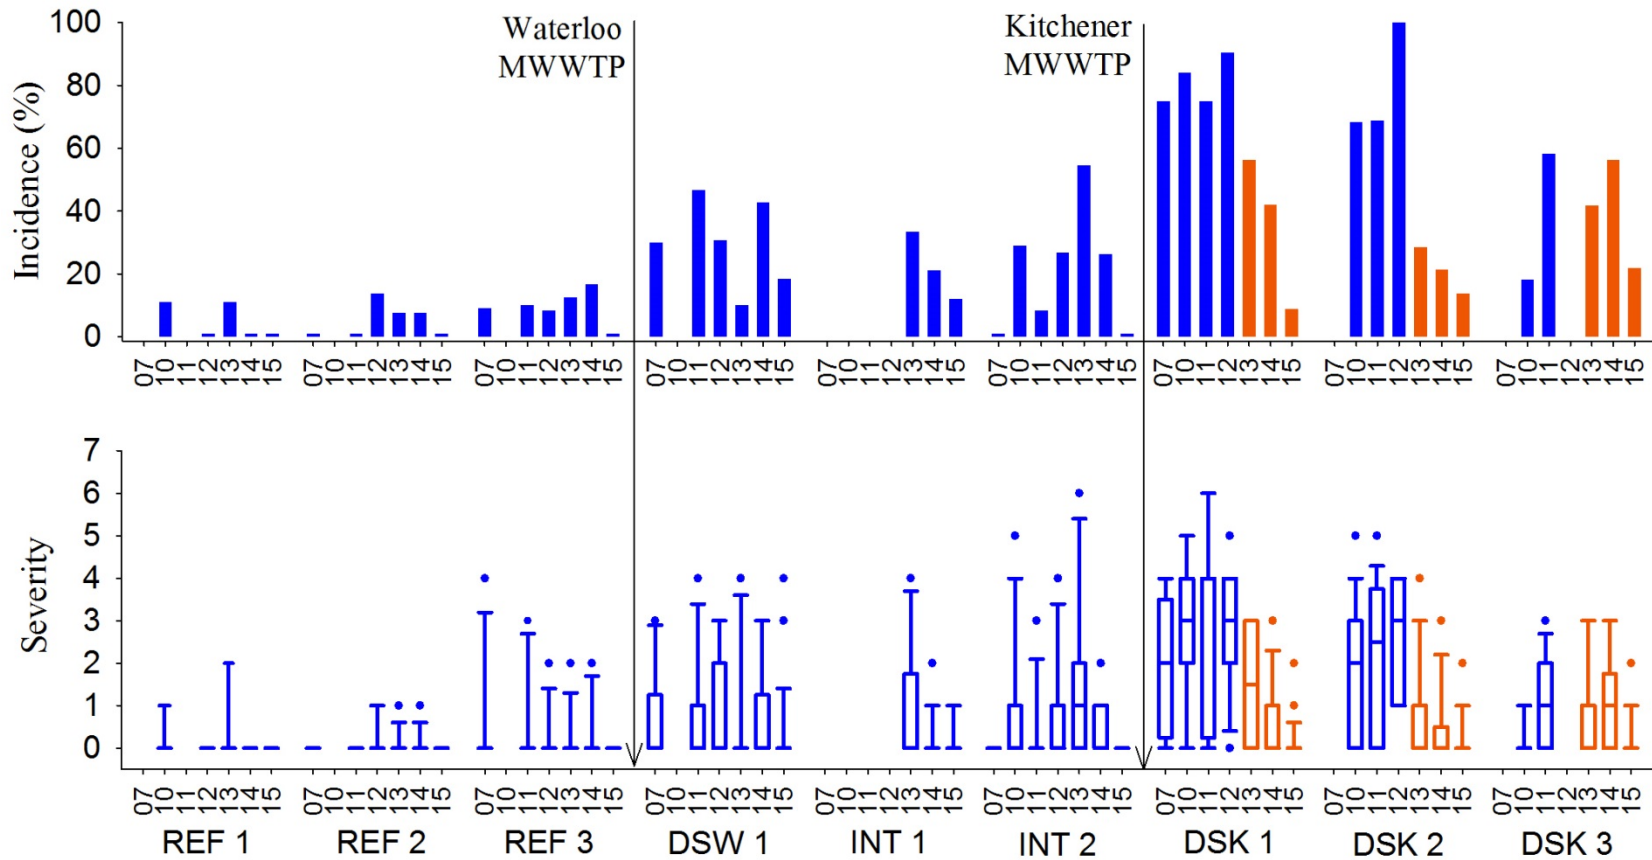 Waterloo
MWWTP
Kitchener
MWWTP
Incidence (%)
100
80
60
40
20
0
07 10 11 12 13 14 15 07 10 11 12 13 14 15 07 10 11 12 13 14 15 07 10 11 12 13 14 15 07 10 11 12 13 14 15 07 10 11 12 13 14 15 07 10 11 12 13 14 15 07 10 11 12 13 14 15 07 10 11 12 13 14 15
Severity
7
6
5
4
3
2
1
0
07 10 11 12 13 14 15 07 10 11 12 13 14 15 07 10 11 12 13 14 15 07 10 11 12 13 14 15 07 10 11 12 13 14 15 07 10 11 12 13 14 15 07 10 11 12 13 14 15 07 10 11 12 13 14 15 07 10 11 12 13 14 15
REF 1 REF 2 REF 3 DSW 1 INT 1 INT 2 DSK 1 DSK 2 DSK 3